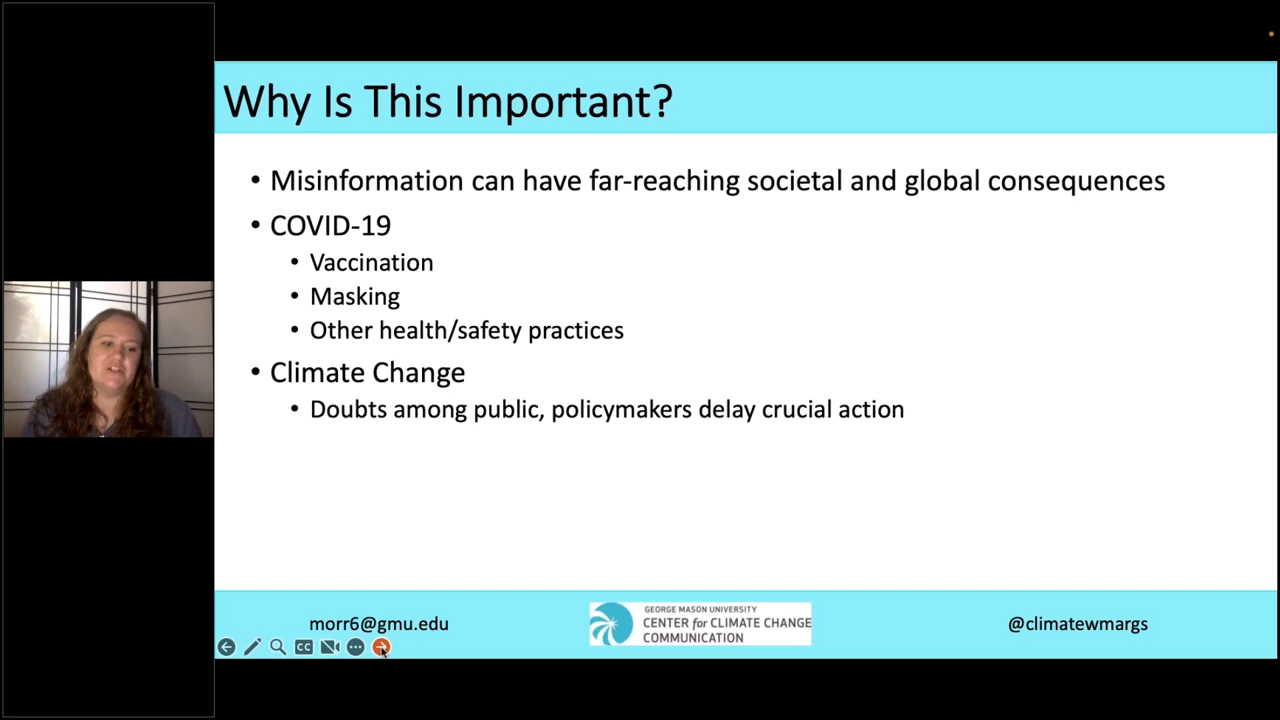 Why Is This Important?
• Misinformation can have far-reaching societal and global consequences
• COVID-19
• Vaccination
• Masking
• Other health/safety practices
• Climate Change
• Doubts among public, policymakers delay crucial action
morr6@gmu.edu
GEORGE MASON UNIVERSITY
CENTER for CLIMATE CHANGE
COMMUNICATION
@climatewmargs
CC